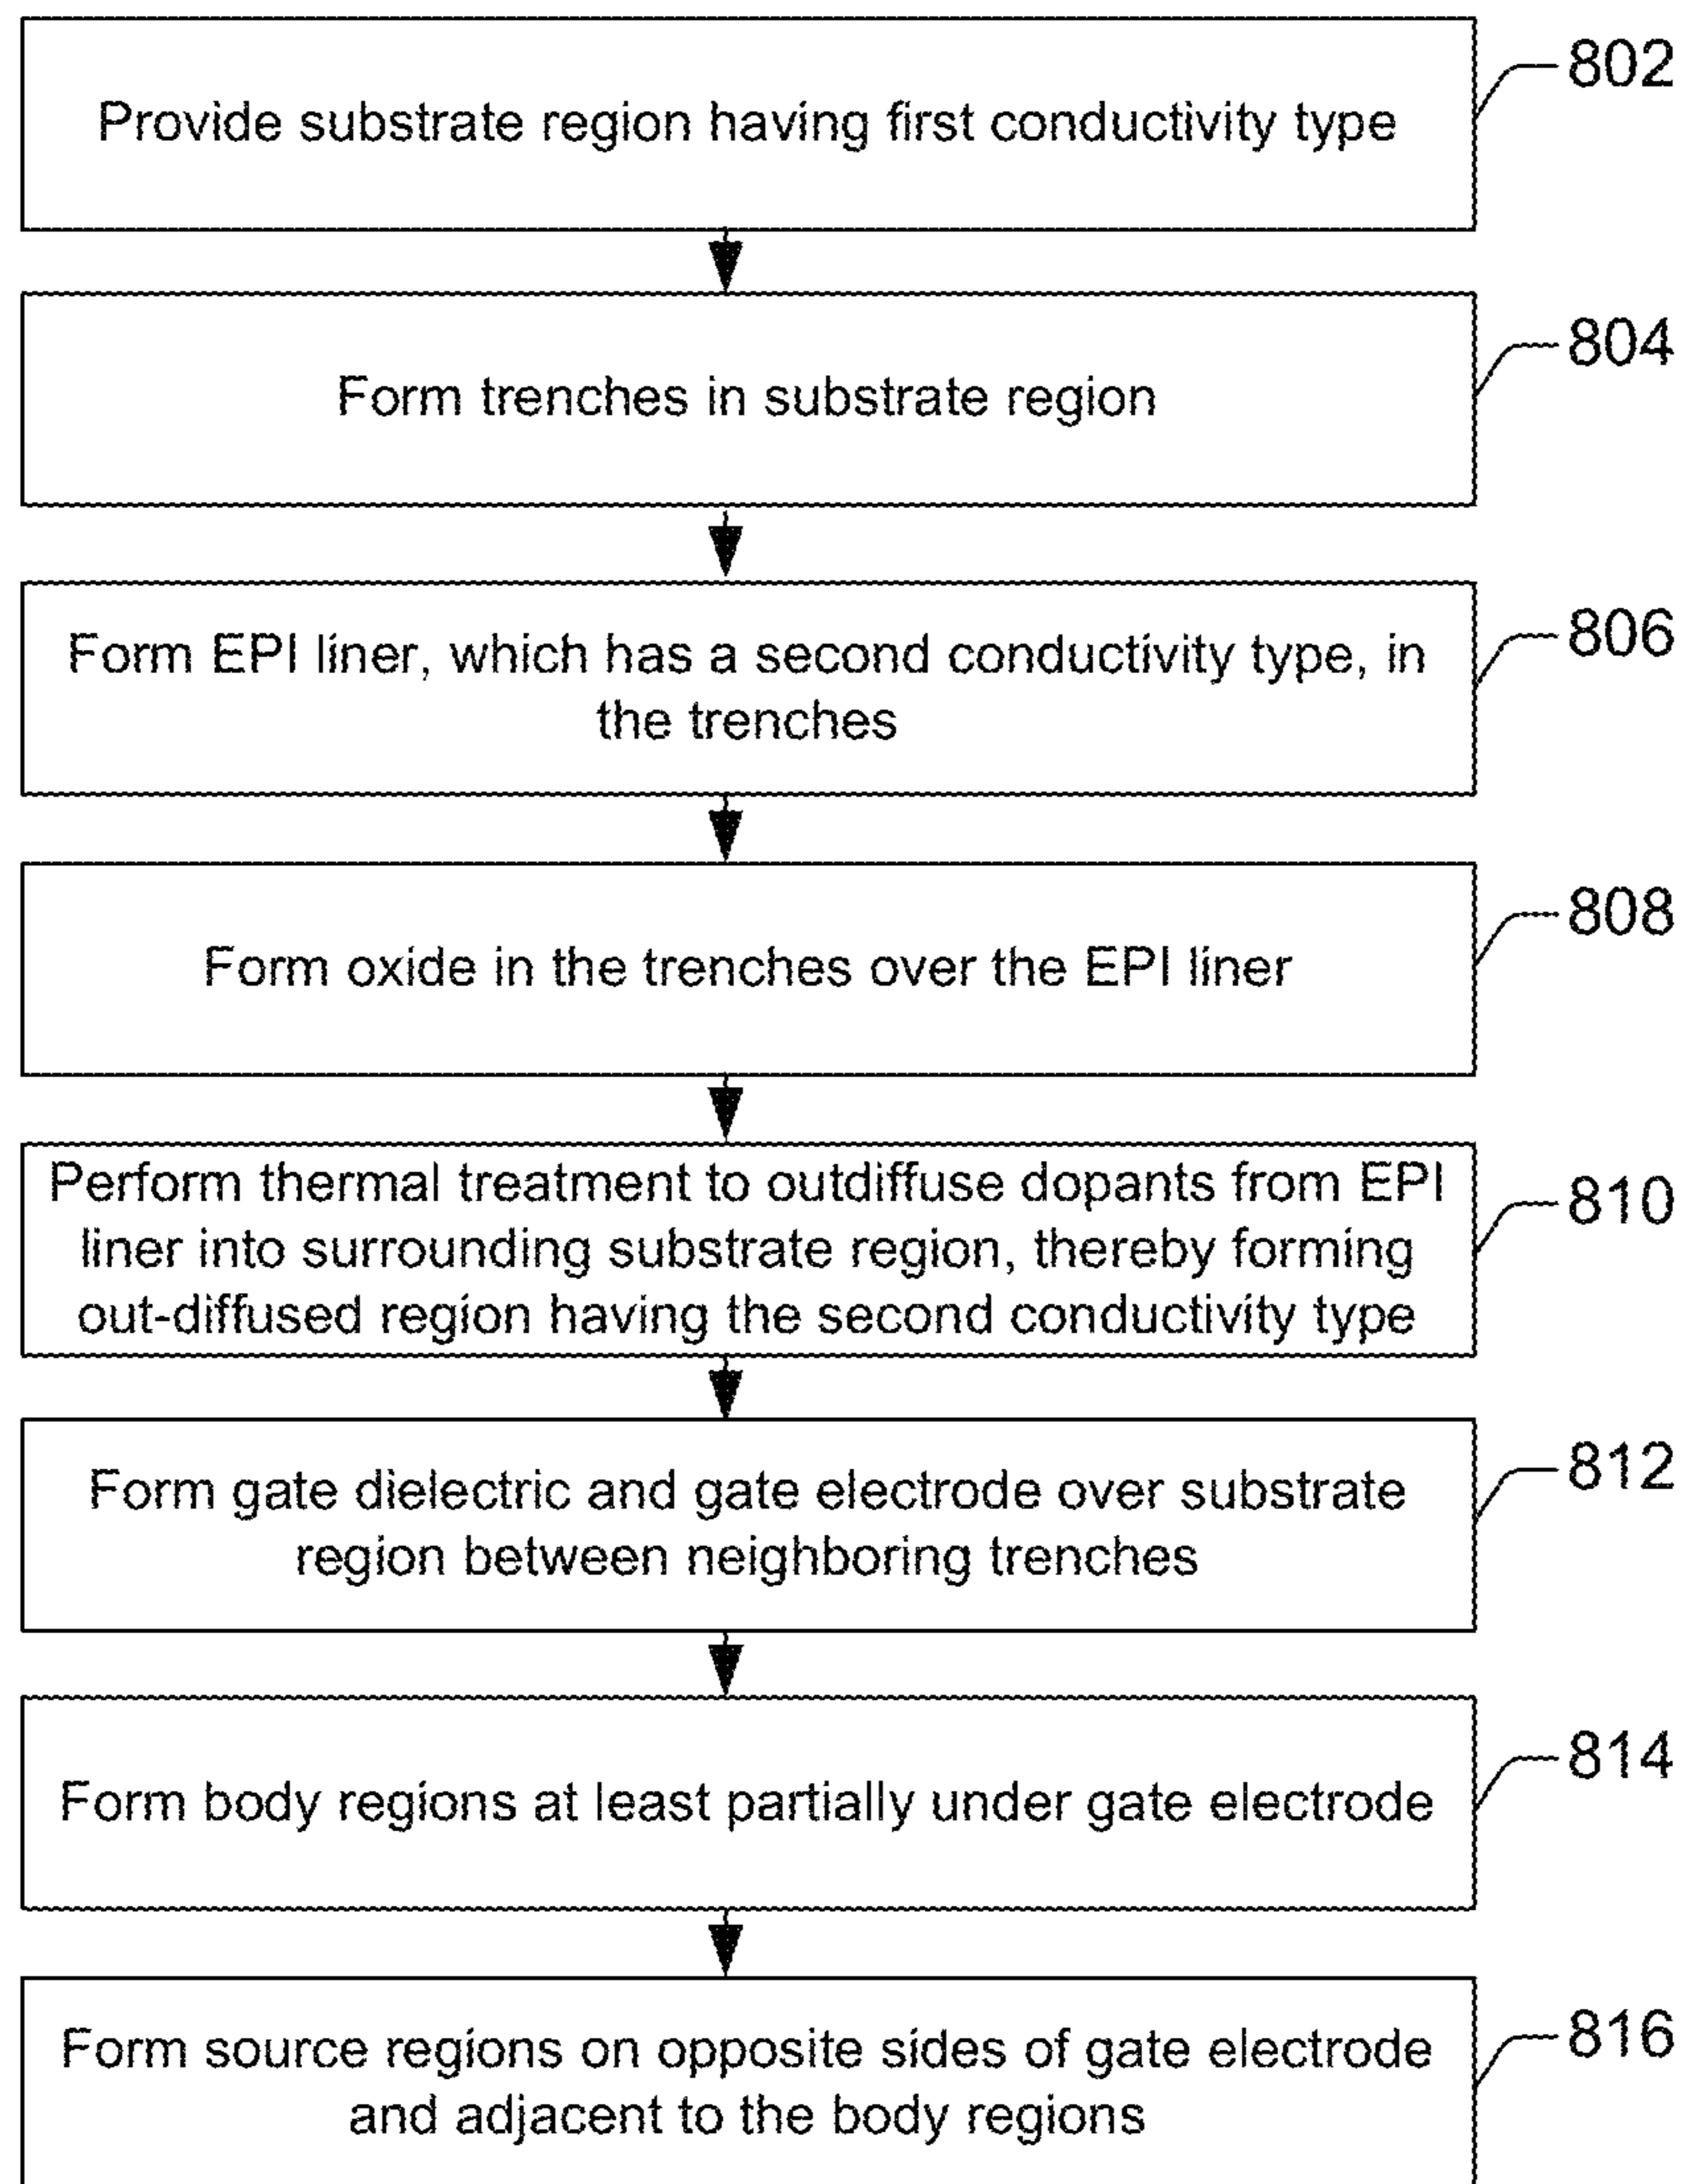 Provide substrate region having first conductivity type
802
Form trenches in substrate region
804
Form EPI liner, which has a second conductivity type, in
the trenches
806
Form oxide in the trenches over the EPI liner
808
Perform thermal treatment to outdiffuse dopants from EPI
liner into surrounding substrate region, thereby forming
out-diffused region having the second conductivity type
810
Form gate dielectric and gate electrode over substrate
region between neighboring trenches
812
Form body regions at least partially under gate electrode
814
Form source regions on opposite sides of gate electrode
and adjacent to the body regions
816